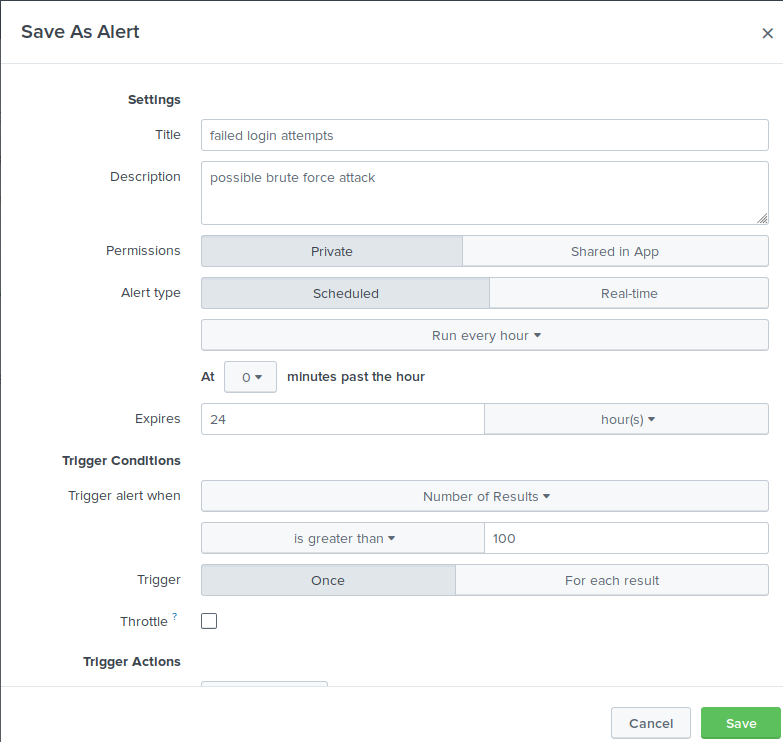 Save As Alert ×
Settings
Title failed login attempts
Description possible brute force attack
Permissions Private Shared in App
Alert type Scheduled Real-time
Run every hour
At 0 minutes past the hour
Expires 24 hour(s)
Trigger Conditions
Trigger alert when Number of Results
is greater than 100
Trigger Once For each result
Throttle ?
Trigger Actions
Cancel Save